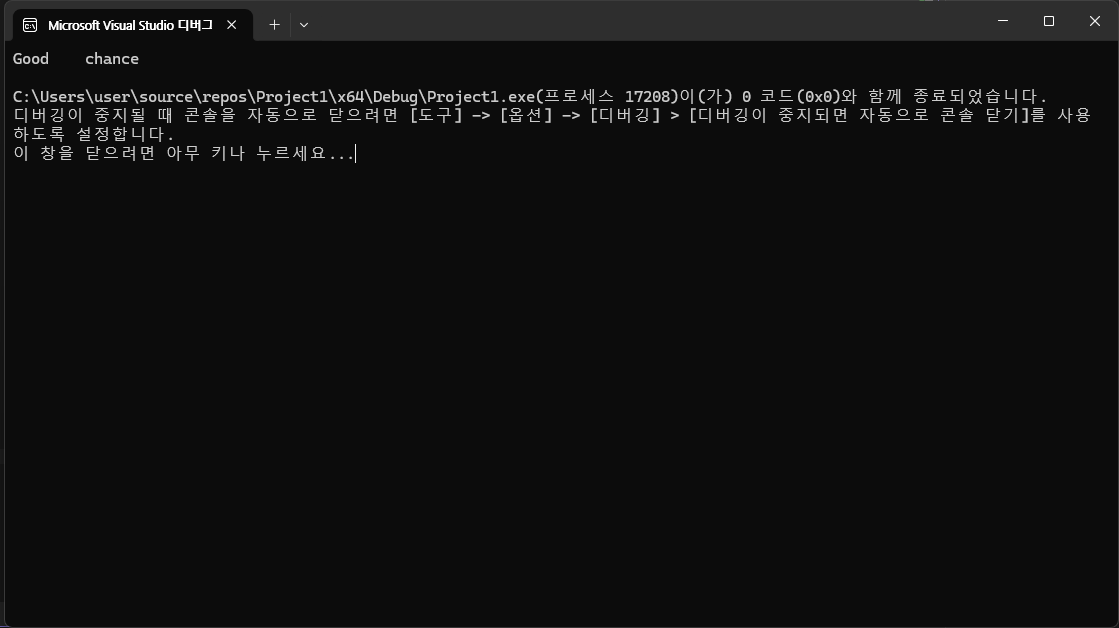 Microsoft Visual Studio 디버그
Good    chance
C:\Users\user\source\repos\Project1\x64\Debug\Project1.exe(프로세스 17208)이(가) 0 코드(0x0)와 함께 종료되었습니다.
디버깅이 중지될 때 콘솔을 자동으로 닫으려면 [도구] -> [옵션] -> [디버깅] > [디버깅이 중지되면 자동으로 콘솔 닫기]를 사용
하도록 설정합니다.
이 창을 닫으려면 아무 키나 누르세요...